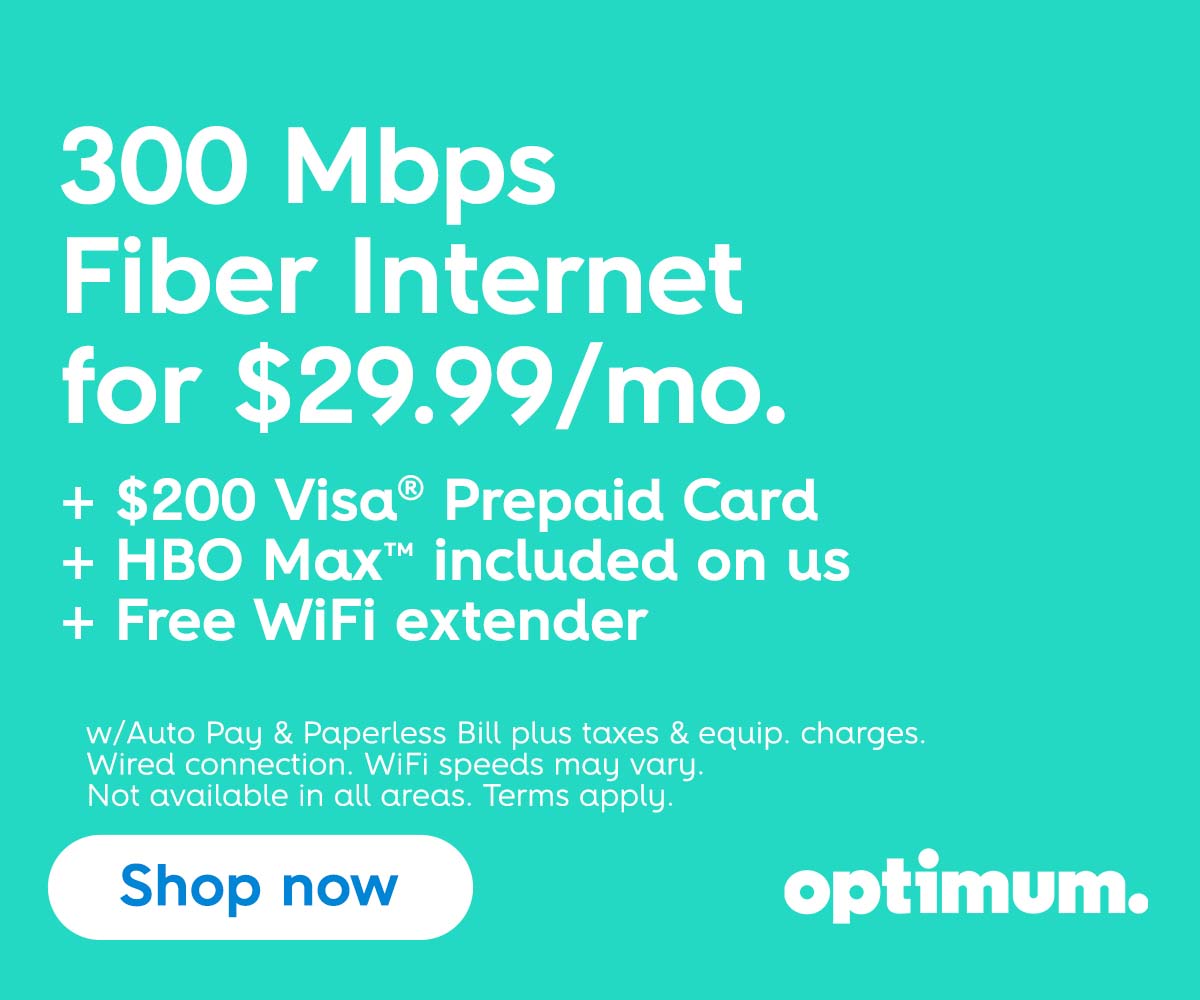 300 Mbps
Fiber Internet
for $29.99/mo.
+ $200 Visa® Prepaid Card
+ HBO Max™ included on us
+ Free WiFi extender
w/Auto Pay & Paperless Bill plus taxes & equip. charges.
Wired connection. WiFi speeds may vary.
Not available in all areas. Terms apply.
Shop now
optimum.